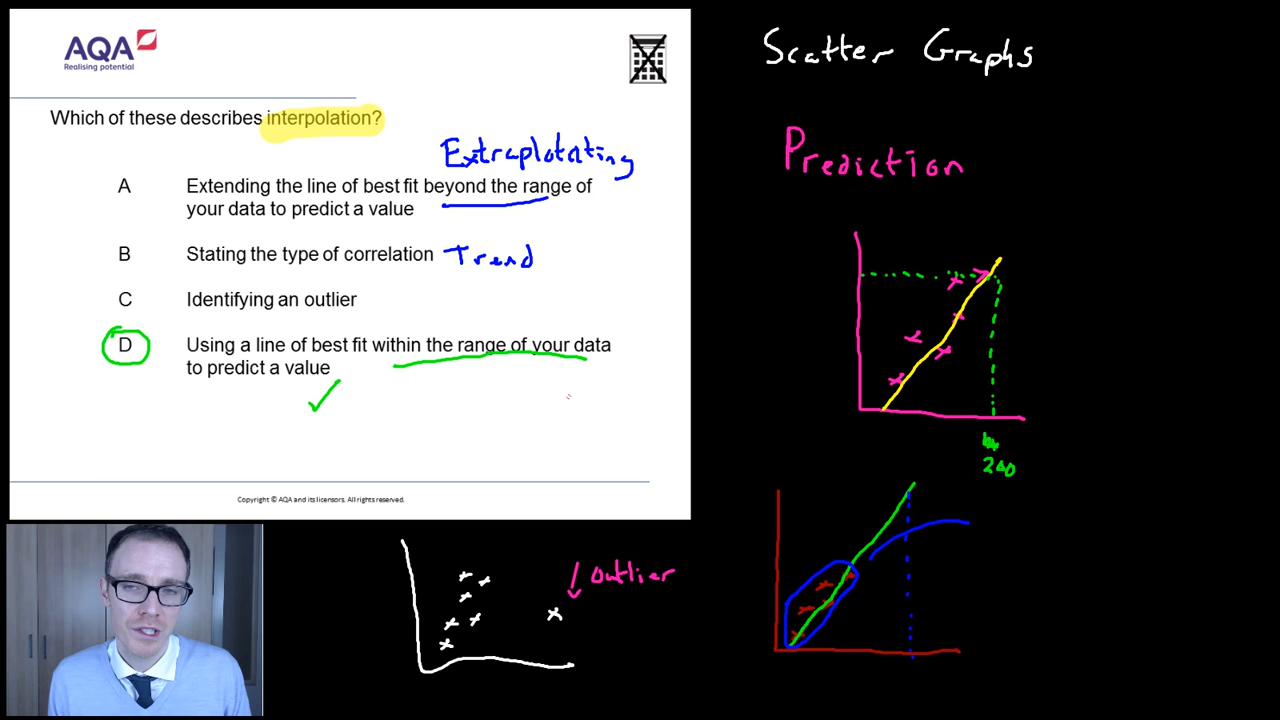 AQA
Realising potential
Which of these describes interpolation?
Extraplotating
A Extending the line of best fit beyond the range of
your data to predict a value
B Stating the type of correlation Trend
C Identifying an outlier
D Using a line of best fit within the range of your data
to predict a value
Copyright © AQA and its licensors. All rights reserved.
Scatter Graphs
Prediction
200
Outlier